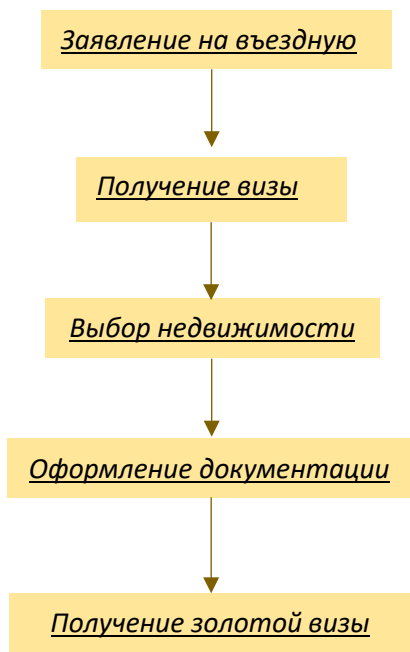 Заявление на въездную
Получение визы
Выбор недвижимости
Оформление документации
Получение золотой визы